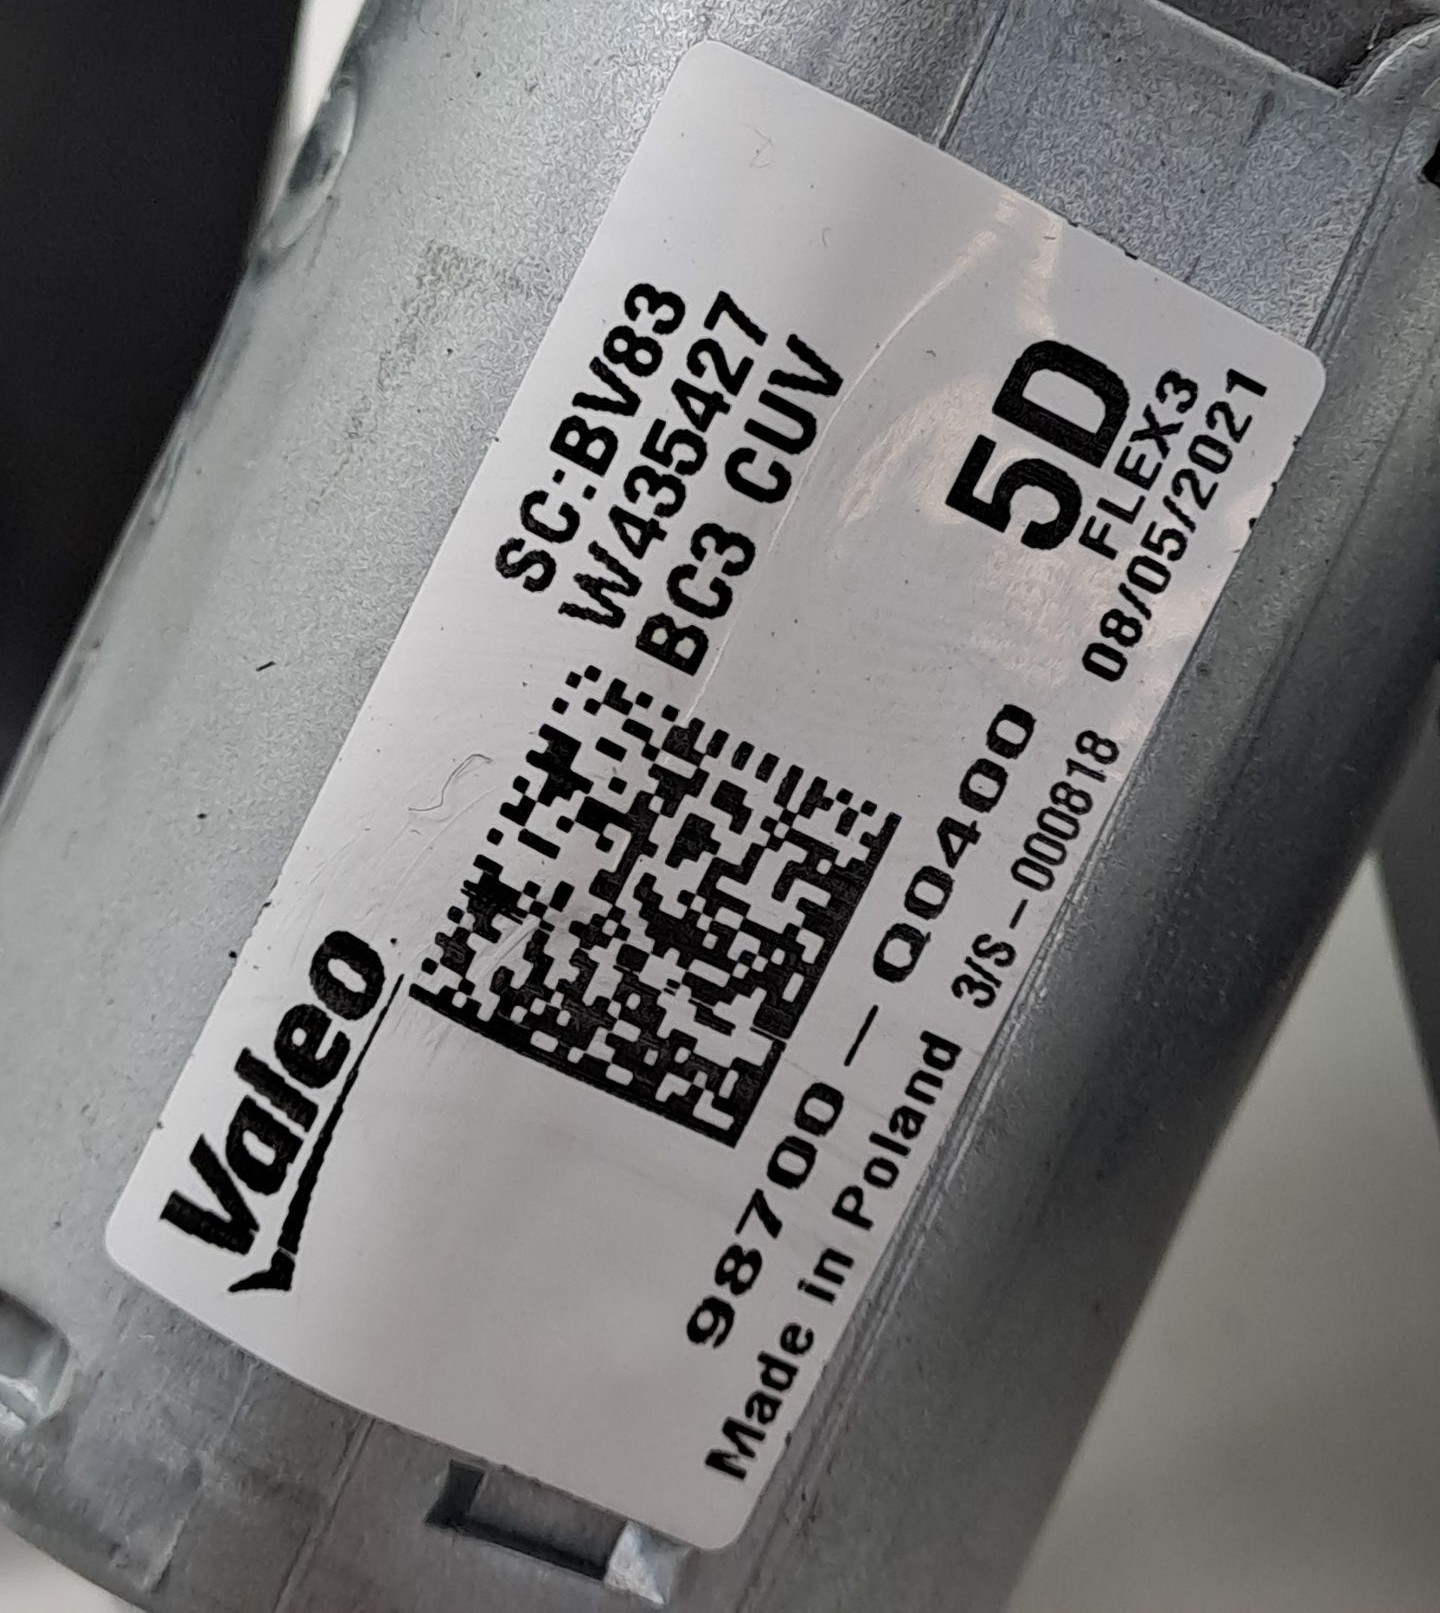 Valeo
SC:BV83
W435427
BC3 CUV
5D
FLEX3
98700-Q0400
08/05/2021
Made in Poland 3/S-000818